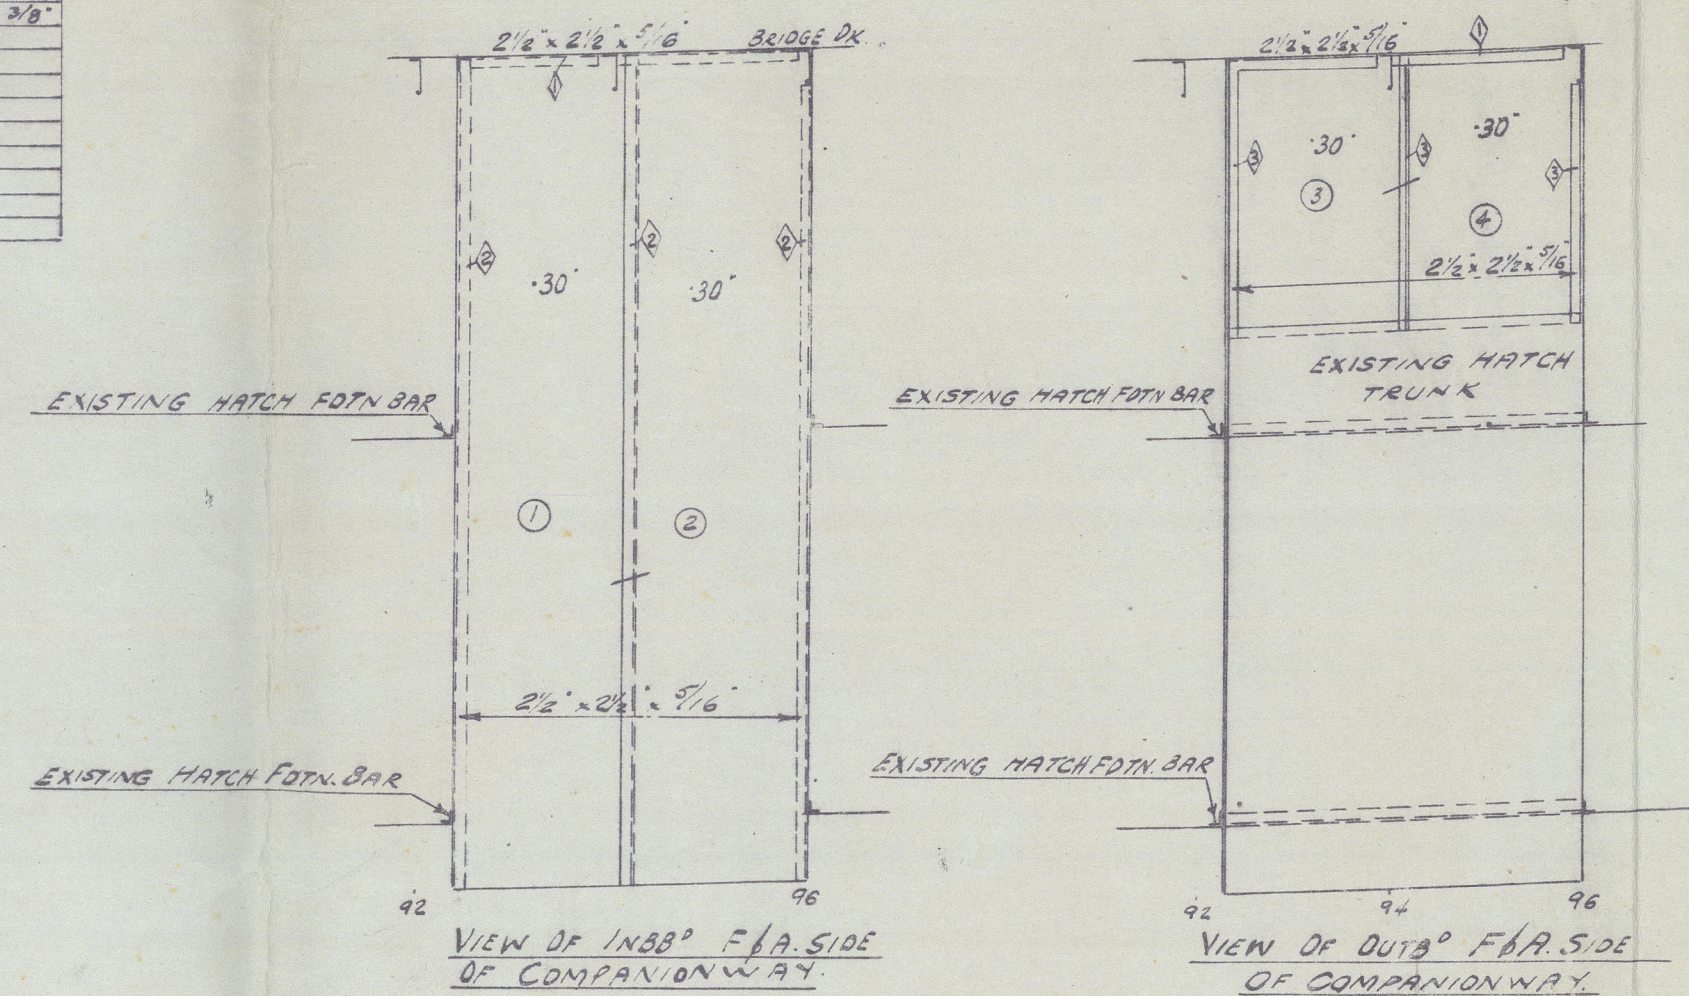 3/8"
2½" x 2½" x 5/16"
BRIDGE DK.
1
2
2
2
.30"
.30"
EXISTING HATCH FDTN BAR
1
2
2½" x 2½" x 5/16"
EXISTING HATCH FDTN. BAR
92
96
VIEW OF INBBD F&A. SIDE
OF COMPANIONWAY.
2½" x 2½" x 5/16"
1
.30"
.30"
3
3
3
3
4
2½" x 2½" x 5/16"
EXISTING HATCH
TRUNK
EXISTING HATCH FDTN BAR
EXISTING HATCH FDTN. BAR
92
94
96
VIEW OF OUTBD F&A. SIDE
OF COMPANIONWAY.